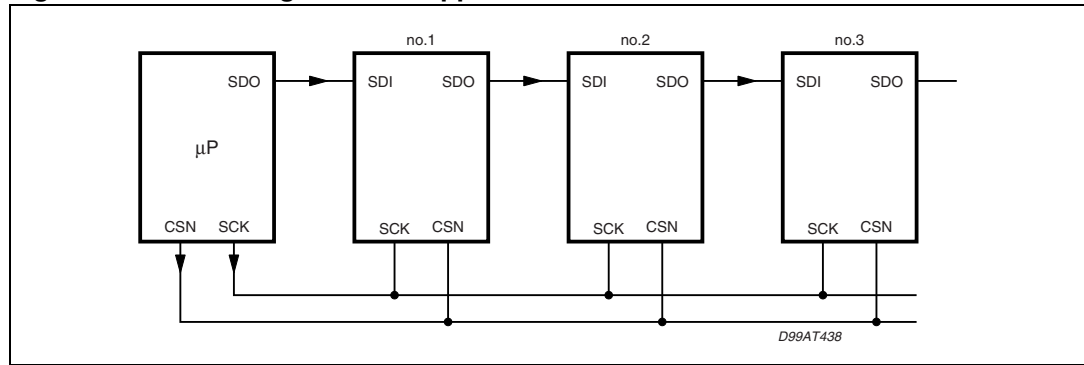 no.1 no.2 no.3
SDO SDI SDO SDI SDO SDI SDO
μP
CSN SCK SCK CSN SCK CSN SCK CSN
D99AT438